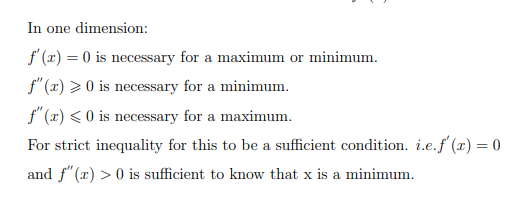 In one dimension:
f′(x) = 0 is necessary for a maximum or minimum.
f″(x) ⩾ 0 is necessary for a minimum.
f″(x) ⩽ 0 is necessary for a maximum.
For strict inequality for this to be a sufficient condition. i.e.f′(x) = 0
and f″(x) > 0 is sufficient to know that x is a minimum.